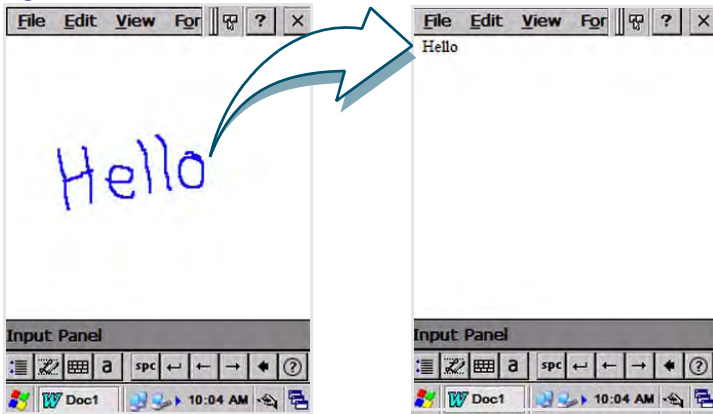 File Edit View For ? ×
Hello
Input Panel
a spc ?
Doc1 10:04 AM
File Edit View For ? ×
Hello
Input Panel
a spc ?
Doc1 10:04 AM